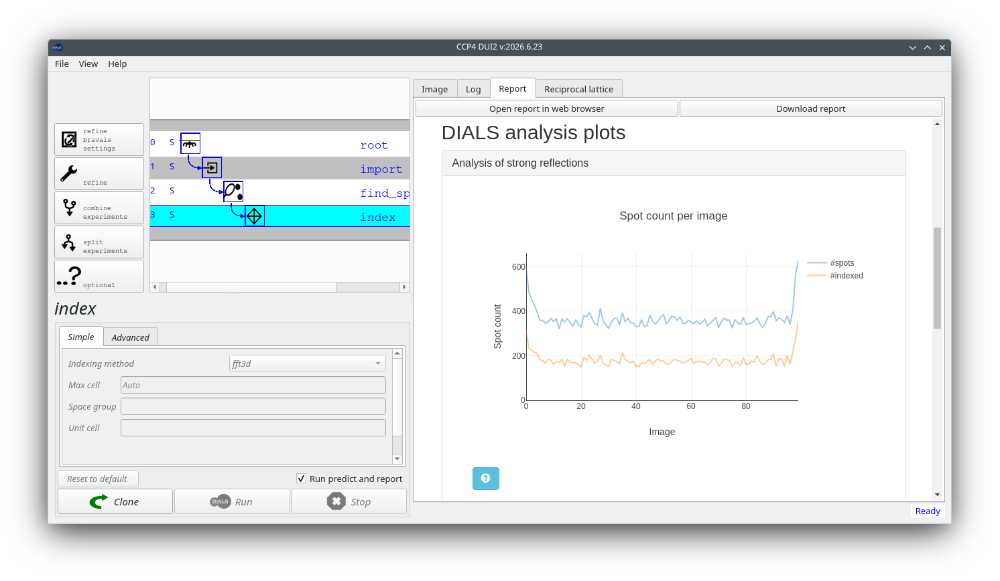 CCP4 DUI2 v:2026.6.23
File View Help
refine
bravais
settings
refine
combine
experiments
split
experiments
optional
0 S root
1 S import
2 S find_sp
3 S index
index
Simple Advanced
Indexing method fft3d
Max cell Auto
Space group
Unit cell
Reset to default Run predict and report
Clone DIALS Run Stop
Image Log Report Reciprocal lattice
Open report in web browser Download report
DIALS analysis plots
Analysis of strong reflections
Spot count per image
600
400
200
0
Spot count
0 20 40 60 80
Image
#spots
#indexed
?
Ready